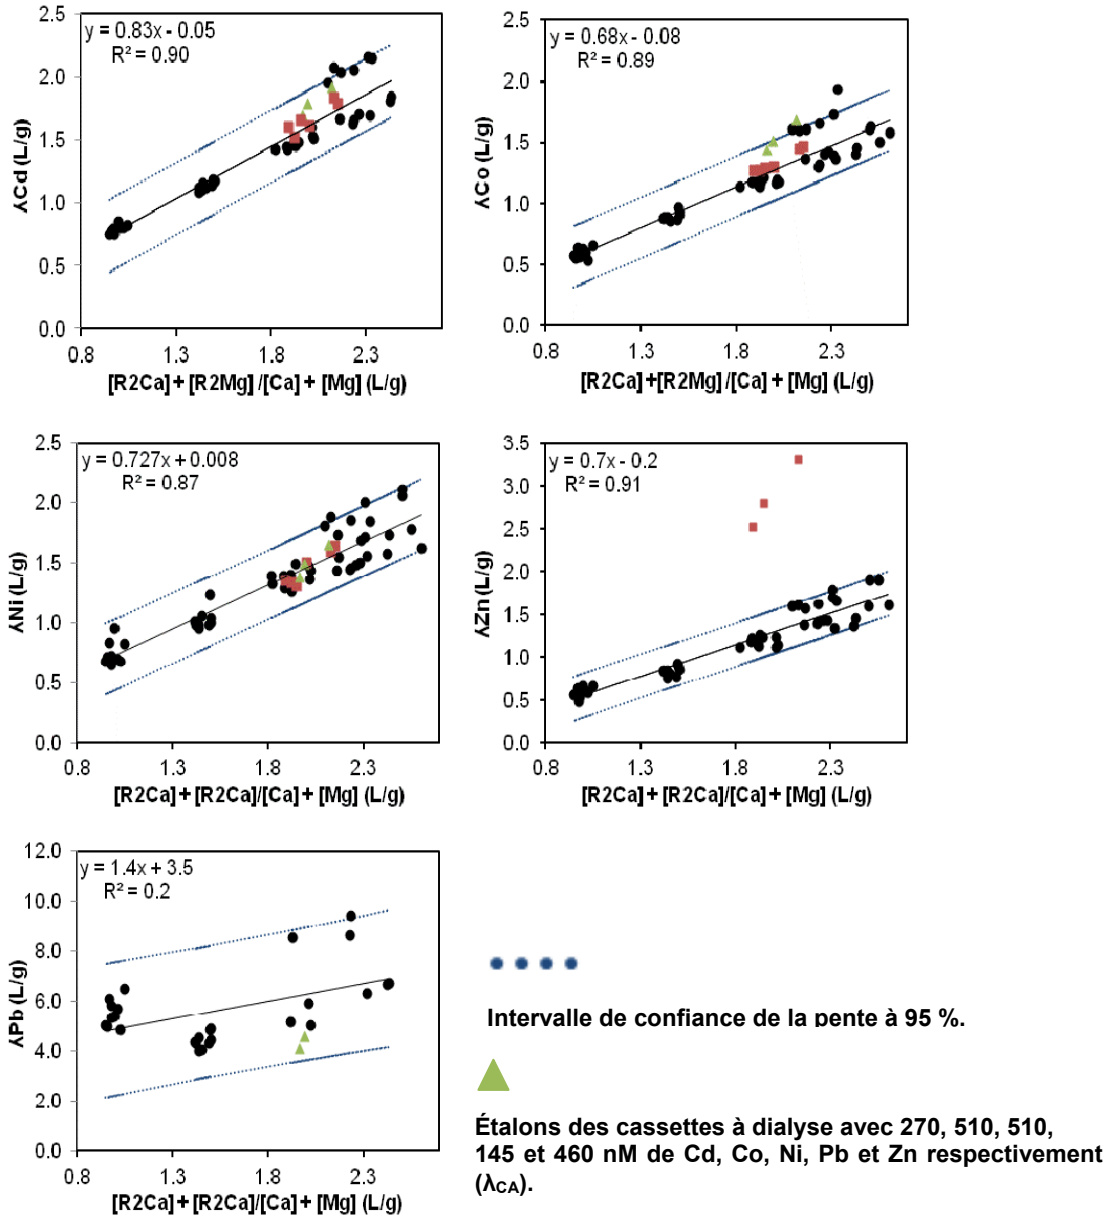 y = 0.83x - 0.05
R² = 0.90
2.5
2.0
1.5
1.0
0.5
0.0
λCd (L/g)
0.8 1.3 1.8 2.3
[R2Ca]+[R2Mg]/[Ca]+[Mg] (L/g)
y = 0.68x - 0.08
R² = 0.89
2.5
2.0
1.5
1.0
0.5
0.0
λCo (L/g)
0.8 1.3 1.8 2.3
[R2Ca]+[R2Mg]/[Ca]+[Mg] (L/g)
y = 0.727x + 0.008
R² = 0.87
2.5
2.0
1.5
1.0
0.5
0.0
λNi (L/g)
0.8 1.3 1.8 2.3
[R2Ca]+[R2Ca]/[Ca]+[Mg] (L/g)
y = 0.7x - 0.2
R² = 0.91
3.5
3.0
2.5
2.0
1.5
1.0
0.5
0.0
λZn (L/g)
0.8 1.3 1.8 2.3
[R2Ca]+[R2Ca]/[Ca]+[Mg] (L/g)
y = 1.4x + 3.5
R² = 0.2
12.0
10.0
8.0
6.0
4.0
2.0
0.0
λPb (L/g)
0.8 1.3 1.8 2.3
[R2Ca]+[R2Ca]/[Ca]+[Mg] (L/g)
Intervalle de confiance de la pente à 95 %.
Étalons des cassettes à dialyse avec 270, 510, 510,
145 et 460 nM de Cd, Co, Ni, Pb et Zn respectivement
(λCA).